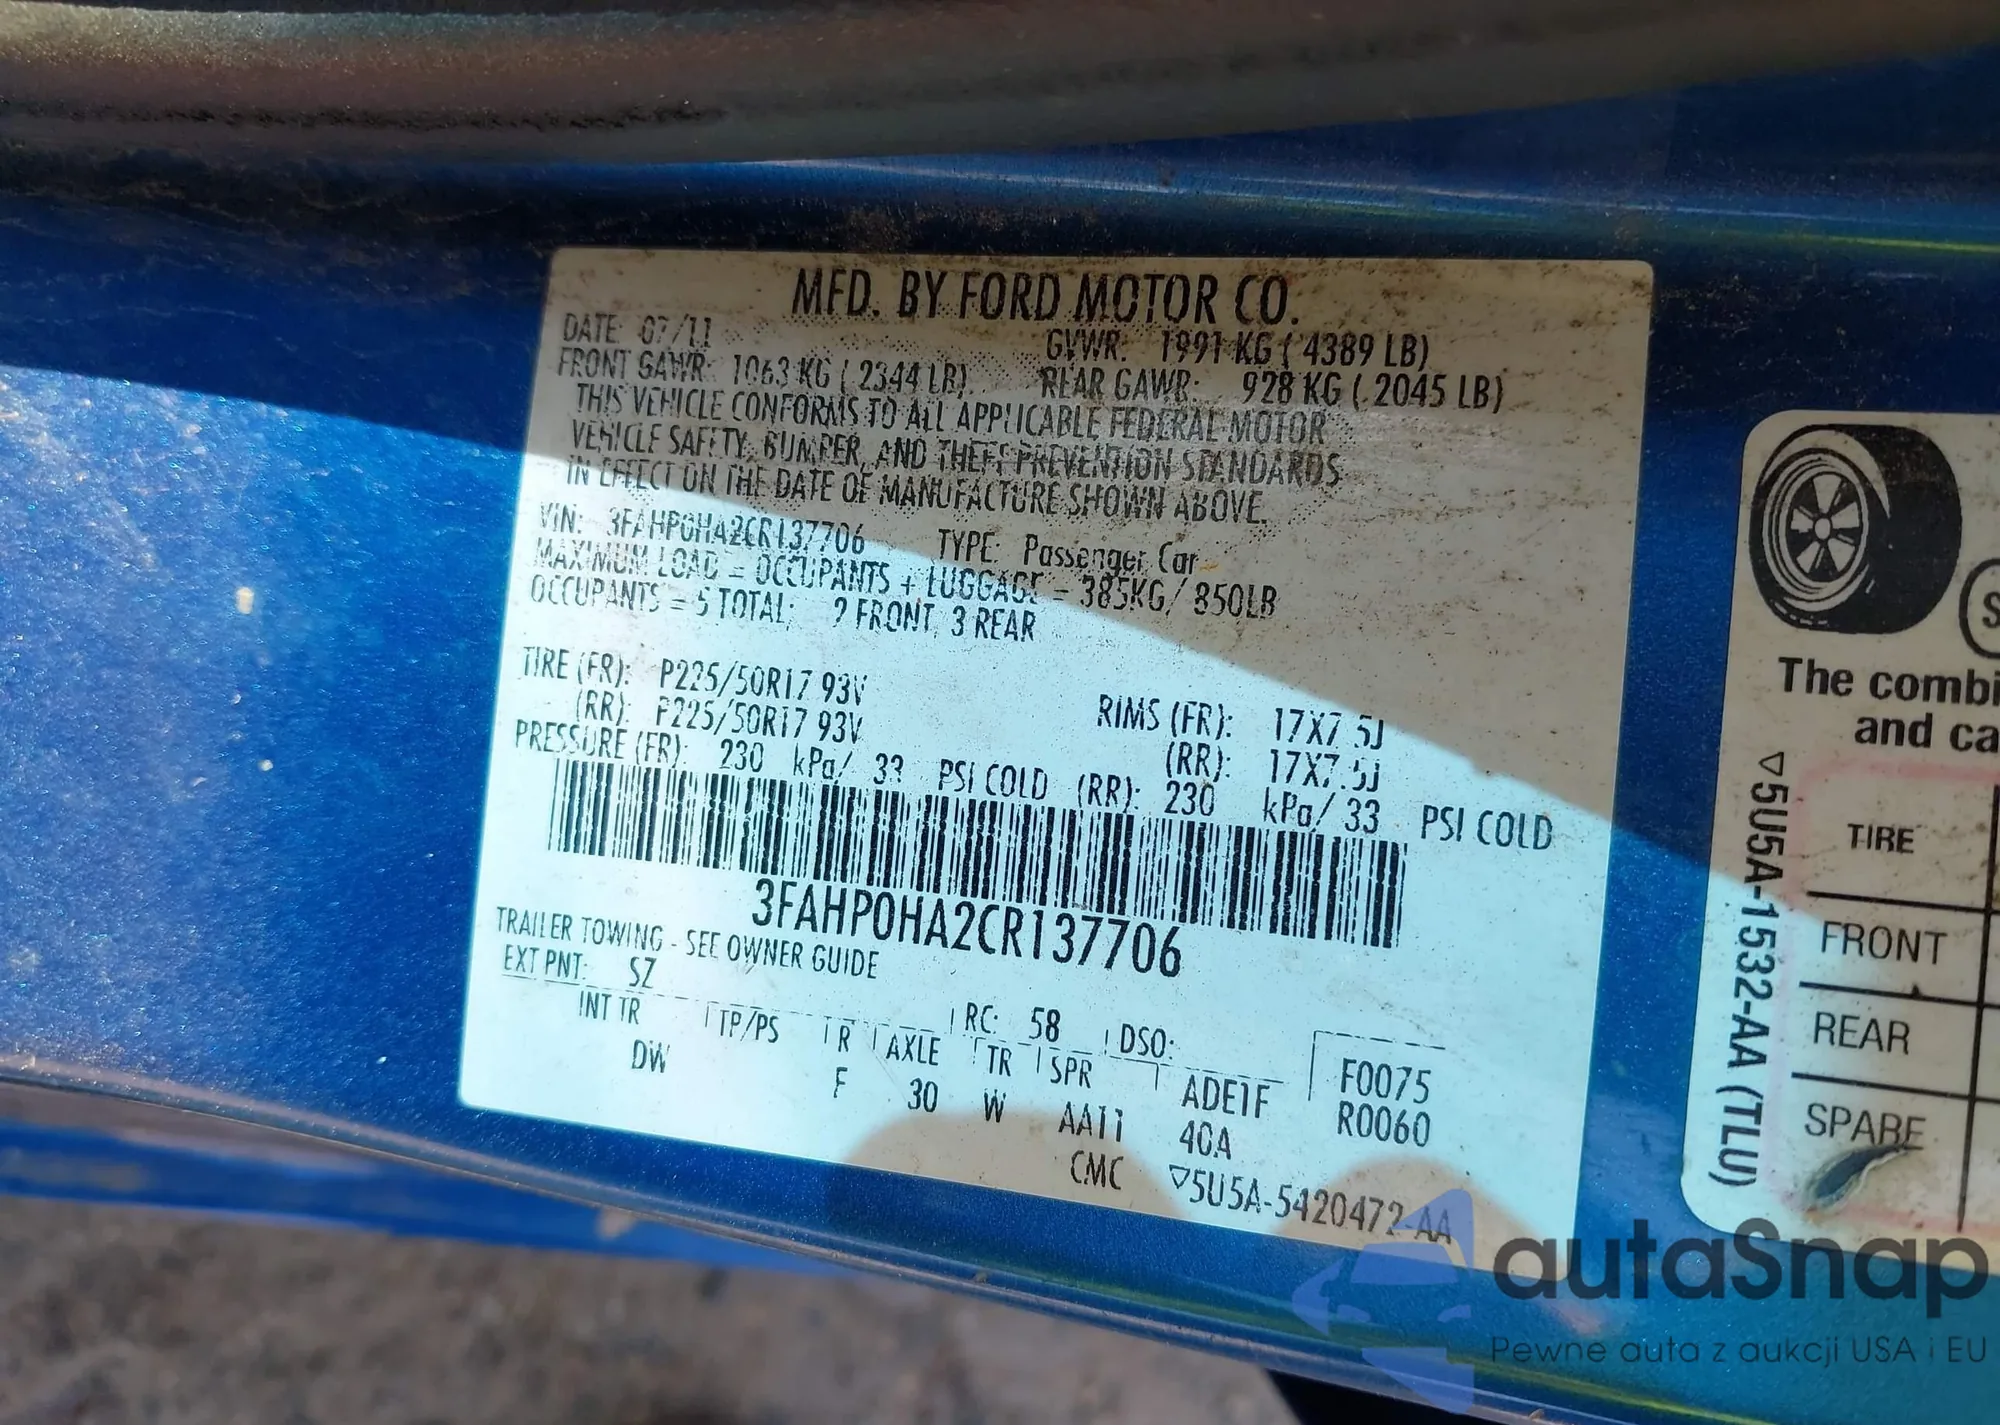 MFD. BY FORD MOTOR CO.
DATE: 07/11 GVWR: 1991 KG ( 4389 LB)
FRONT GAWR: 1063 KG ( 2344 LB) REAR GAWR: 928 KG ( 2045 LB)
THIS VEHICLE CONFORMS TO ALL APPLICABLE FEDERAL MOTOR
VEHICLE SAFETY, BUMPER, AND THEFT PREVENTION STANDARDS
IN EFFECT ON THE DATE OF MANUFACTURE SHOWN ABOVE.
VIN: 3FAHP0HA2CR137706 TYPE: Passenger Car
MAXIMUM LOAD = OCCUPANTS + LUGGAGE = 385KG/ 850LB
OCCUPANTS = 5 TOTAL; 2 FRONT, 3 REAR
TIRE (FR): P225/50R17 93V RIMS (FR): 17X7.5J
(RR): P225/50R17 93V (RR): 17X7.5J
PRESSURE (FR): 230 kPa/ 33 PSI COLD (RR): 230 kPa/ 33 PSI COLD
3FAHP0HA2CR137706
TRAILER TOWING - SEE OWNER GUIDE
EXT PNT: SZ RC: 58 DSO:
INT TR TP/PS R AXLE TR SPR ADE1F F0075
DW F 30 W AA11 40A R0060
CMC ▽5U5A-5420472-AA
S
The combi
and ca
▽5U5A-1532-AA (TLU)
TIRE
FRONT
REAR
SPARE
autaSnap
Pewne auta z aukcji USA i EU